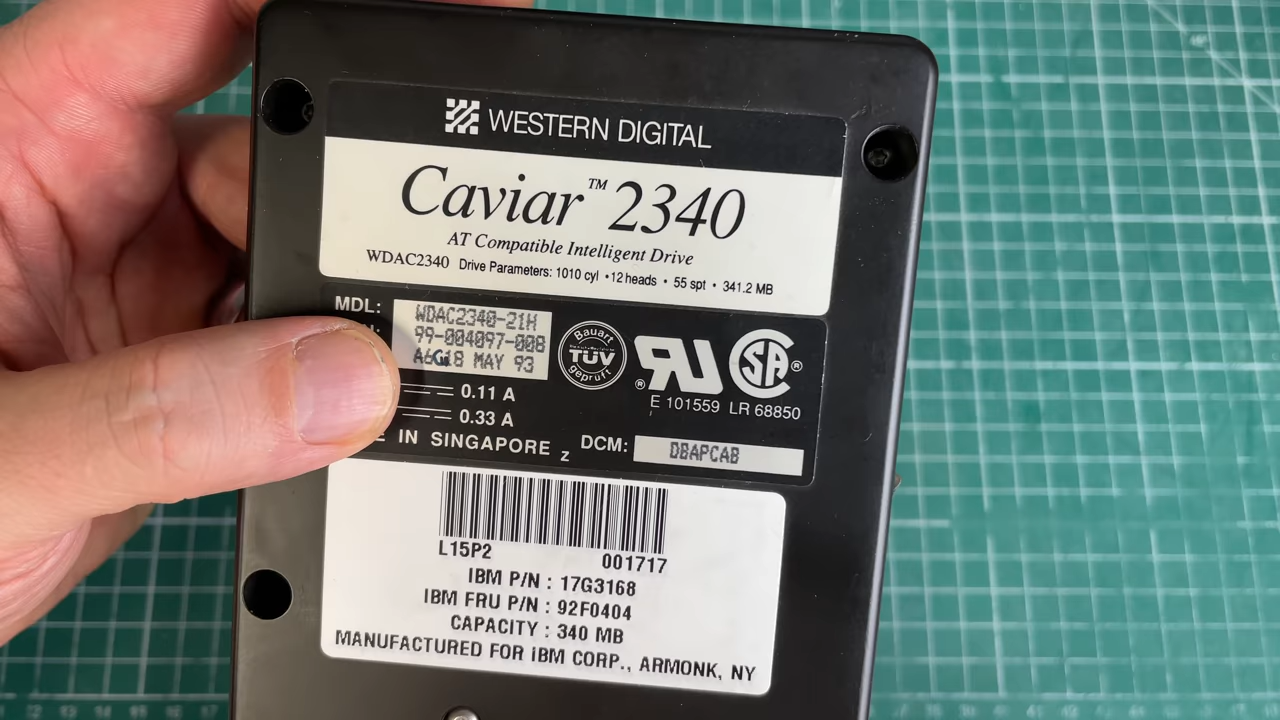 WESTERN DIGITAL
Caviar™ 2340
AT Compatible Intelligent Drive
WDAC2340 Drive Parameters: 1010 cyl • 12 heads • 55 spt • 341.2 MB
MDL: WDAC2340-21H
99-004097-008
18 MAY 93
0.11 A
0.33 A
IN SINGAPORE z
Bauart
TÜV
geprüft
RU ®
SA ®
E 101559 LR 68850
DCM: DBAPCAB
L15P2 001717
IBM P/N : 17G3168
IBM FRU P/N : 92F0404
CAPACITY : 340 MB
MANUFACTURED FOR IBM CORP., ARMONK, NY